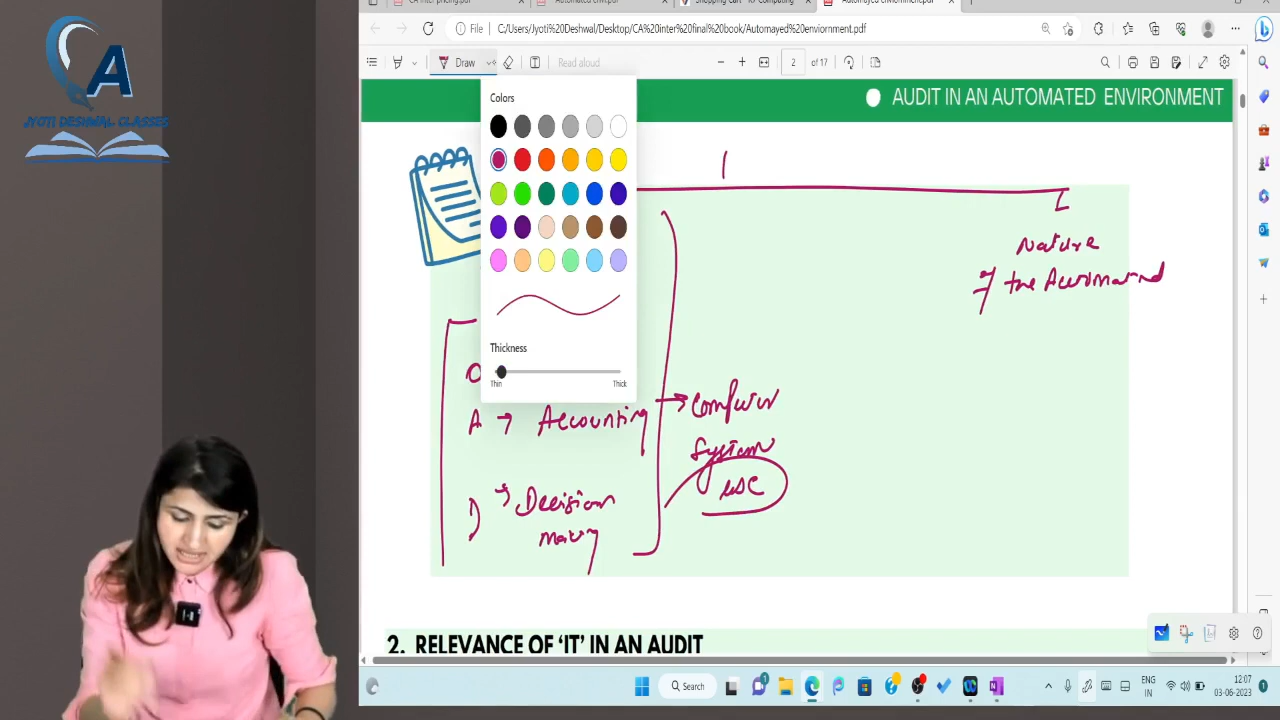 CA
JYOTI DESHWAL CLASSES
File
C:/Users/Jyoti%20Deshwal/Desktop/CA%20inter%20final%20book/Automayed%20enviornment.pdf
Draw
Read aloud
2 of 17
AUDIT IN AN AUTOMATED ENVIRONMENT
Colors
Thickness
Thin
Thick
Nature
of the Automated
A → Accounting
D → Decision
making
→ Computer
System
use
2. RELEVANCE OF 'IT' IN AN AUDIT
Search
ENG
IN
12:07
03-06-2023